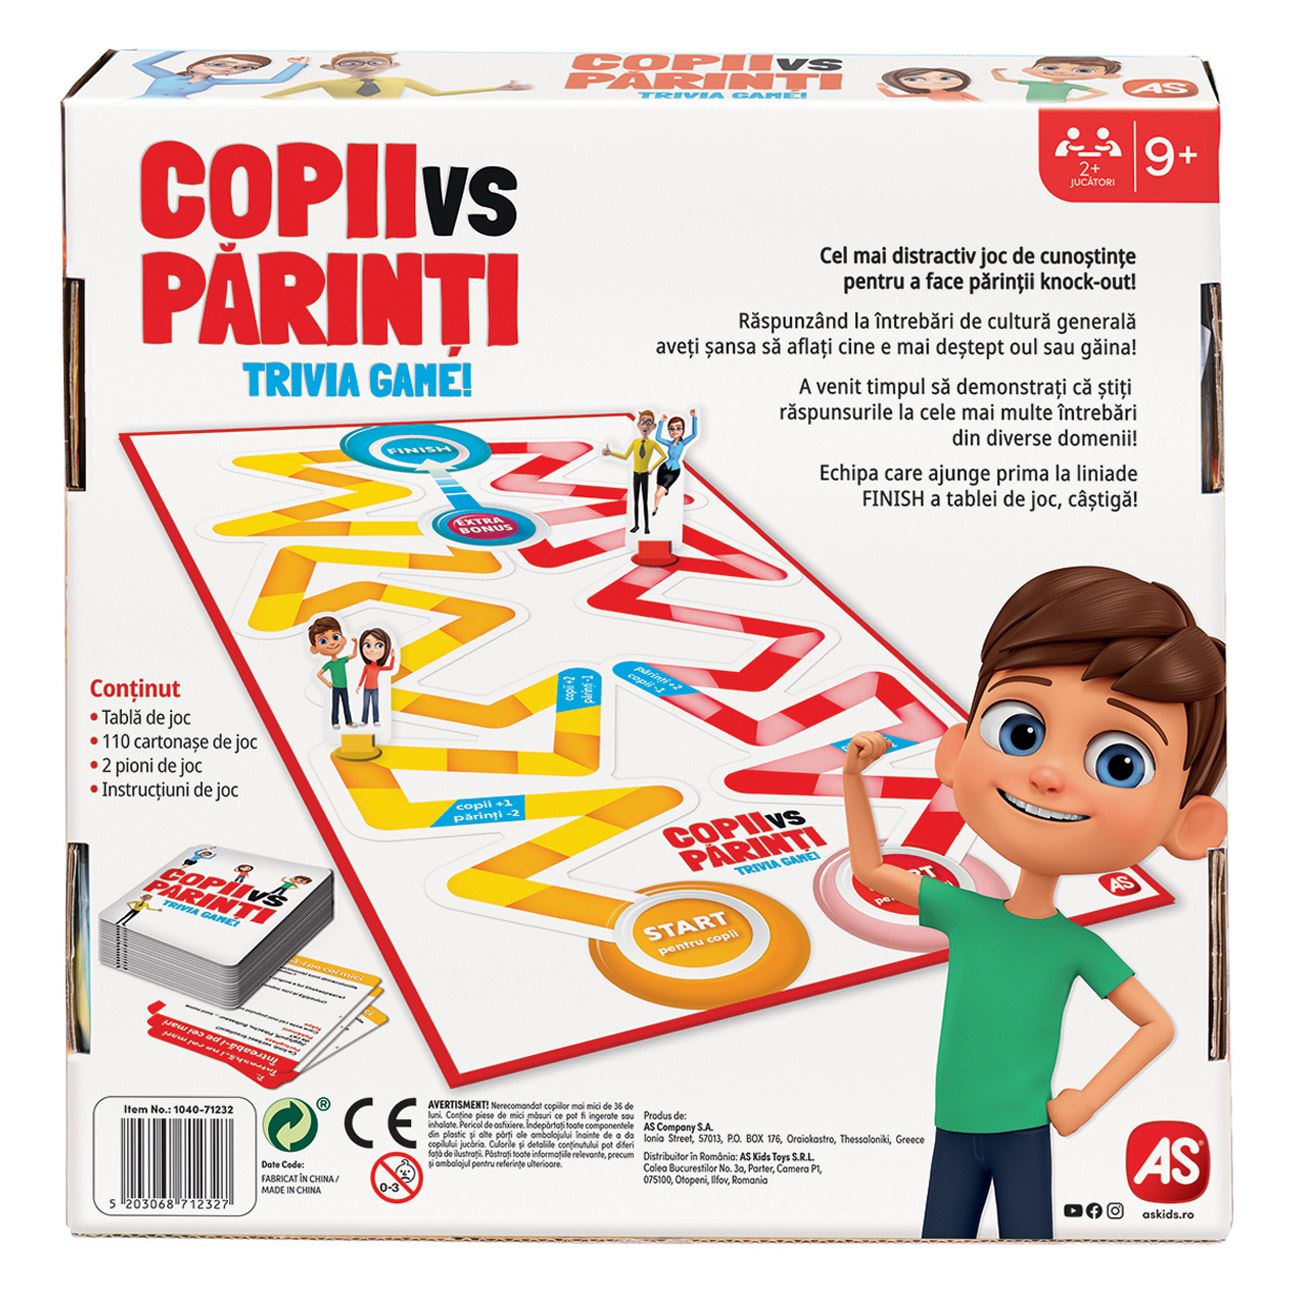 COPII VS
PĂRINȚI
TRIVIA GAME!
AS
2+
JUCĂTORI
9+
COPII VS
PĂRINȚI
TRIVIA GAME!
Cel mai distractiv joc de cunoștințe
pentru a face părinții knock-out!
Răspunzând la întrebări de cultură generală
aveți șansa să aflați cine e mai deștept oul sau găina!
A venit timpul să demonstrați că știți
răspunsurile la cele mai multe întrebări
din diverse domenii!
Echipa care ajunge prima la liniade
FINISH a tablei de joc, câștigă!
FINISH
EXTRA
BONUS
copii +2
părinți -1
părinți +2
copii -1
copii +1
părinți -2
COPII VS
PĂRINȚI
TRIVIA GAME!
START
pentru copii
AS
Conținut
• Tablă de joc
• 110 cartonașe de joc
• 2 pioni de joc
• Instrucțiuni de joc
COPII VS
PĂRINȚI
TRIVIA GAME!
Întreabă-i pe cei mari
Item No.: 1040-71232
5 203068 712327
®
CE
Date Code:
FABRICAT ÎN CHINA /
MADE IN CHINA
0-3
AVERTISMENT! Nerecomandat copiilor mai mici de 36 de
luni. Conține piese de mici măsuri ce pot fi ingerate sau
inhalate. Pericol de asfixiere. Îndepărtați toate componentele
din plastic și alte părți ale ambalajului înainte de a da
copilului jucăria. Culorile și detaliile conținutului pot diferi
față de ilustrații. Păstrați toate informațiile relevante, precum
și ambalajul pentru referințe ulterioare.
Produs de:
AS Company S.A.
Ionia Street, 57013, P.O. BOX 176, Oraiokastro, Thessaloniki, Greece
Distribuitor în România: AS Kids Toys S.R.L.
Calea Bucurestilor No. 3a, Parter, Camera P1,
075100, Otopeni, Ilfov, Romania
AS®
askids.ro